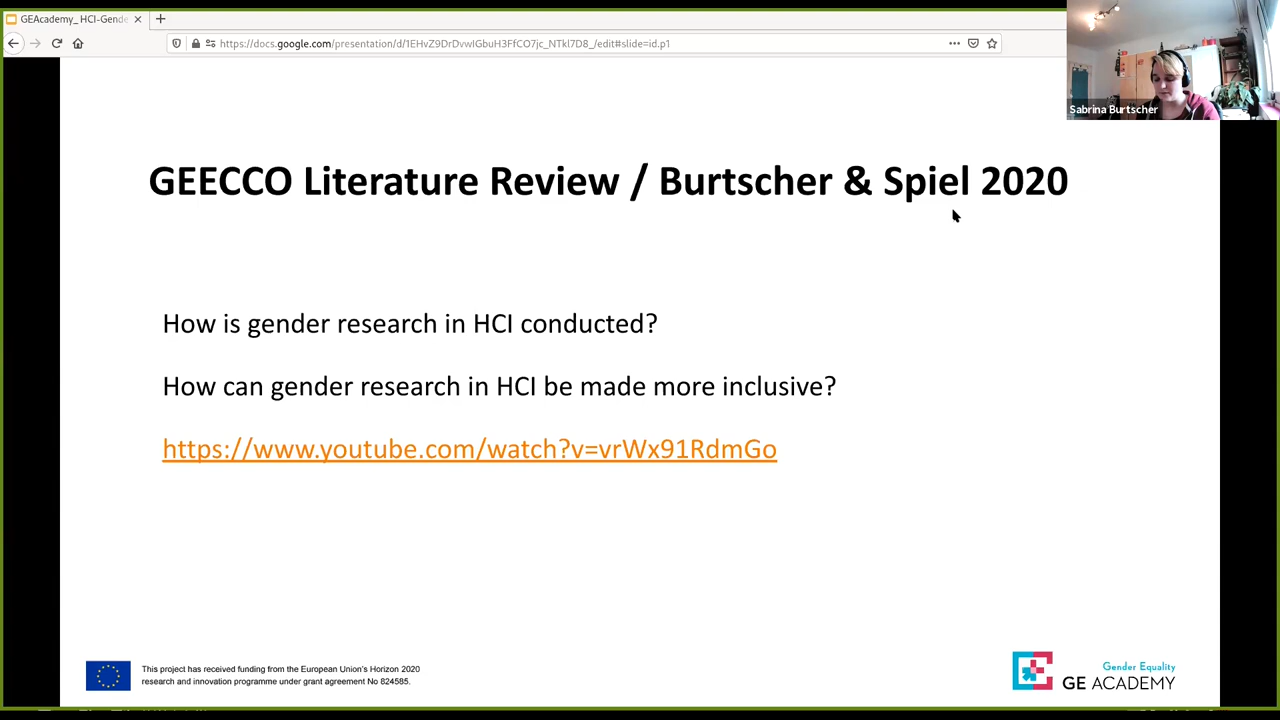 GEAcademy_ HCI-Gende
https://docs.google.com/presentation/d/1EHvZ9DrDvwIGbuH3FfCO7jc_NTkl7D8_/edit#slide=id.p1
Sabrina Burtscher
GEECCO Literature Review / Burtscher & Spiel 2020
How is gender research in HCI conducted?
How can gender research in HCI be made more inclusive?
https://www.youtube.com/watch?v=vrWx91RdmGo
This project has received funding from the European Union's Horizon 2020
research and innovation programme under grant agreement No 824585.
Gender Equality
GE ACADEMY